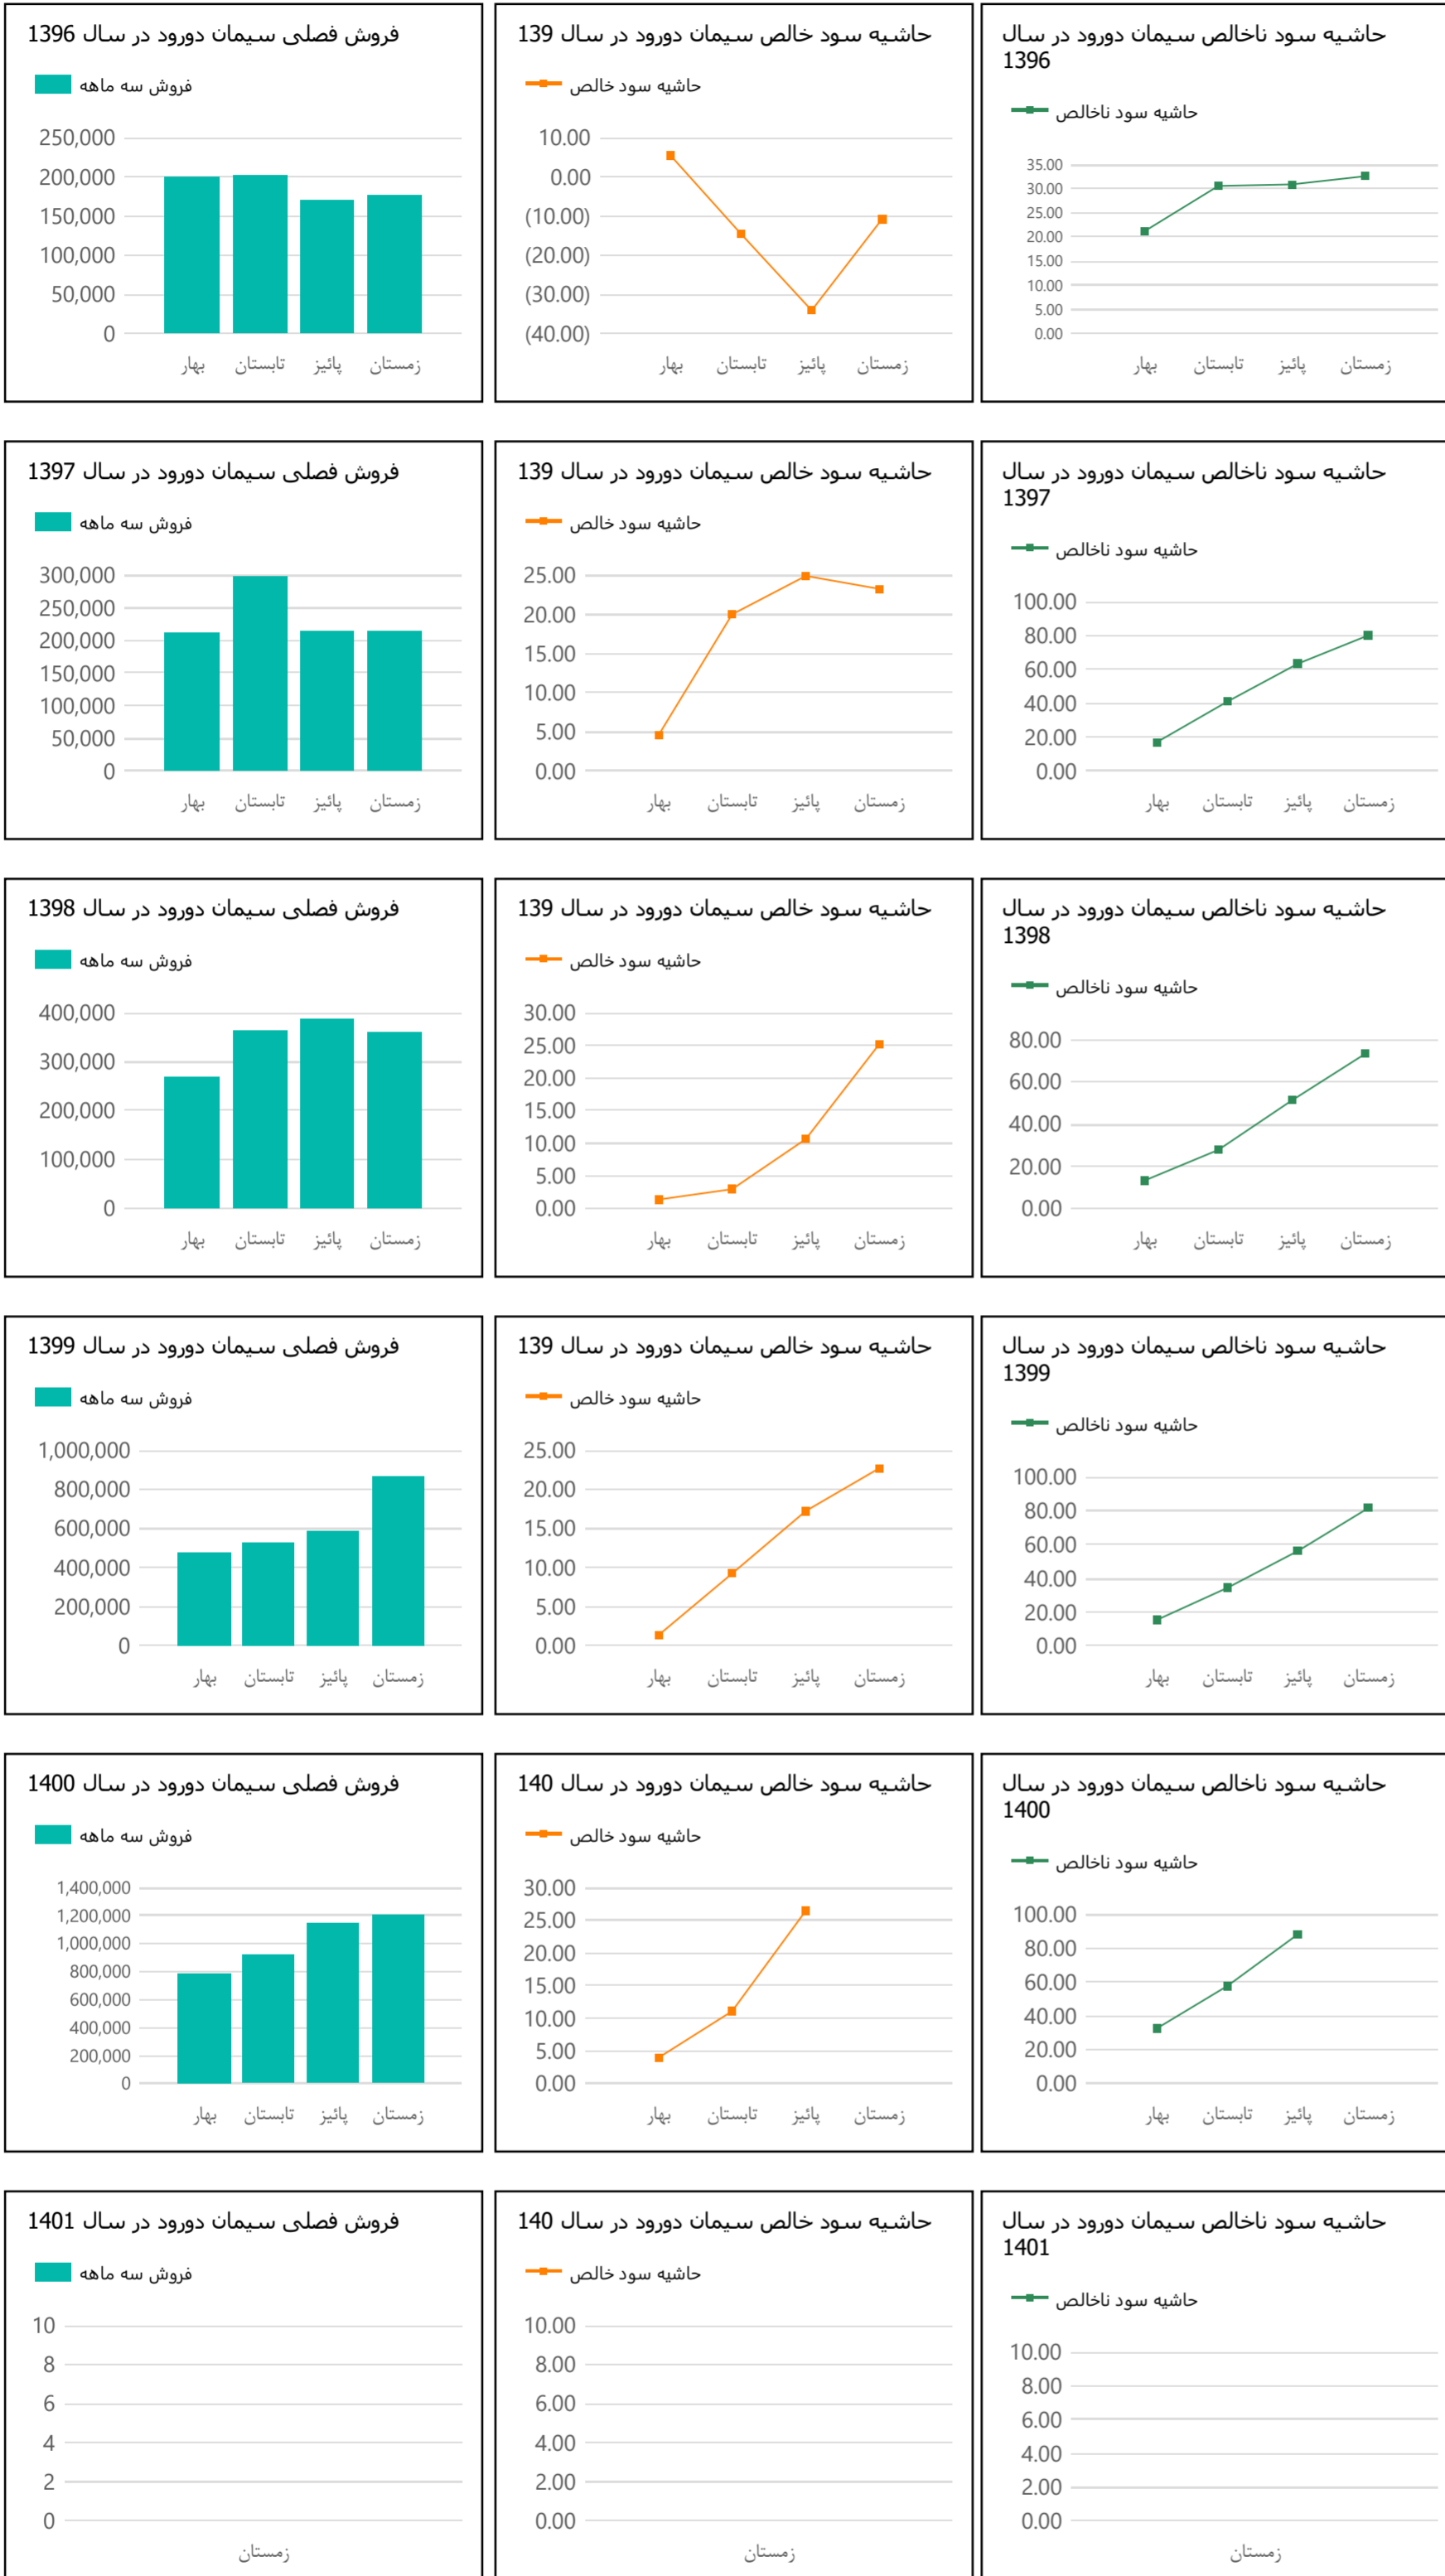 فروش فصلی سیمان دورود در سال 1396
فروش سه ماهه
250,000
200,000
150,000
100,000
50,000
0
بهار تابستان پائیز زمستان
حاشیه سود خالص سیمان دورود در سال 139
حاشیه سود خالص
10.00
0.00
(10.00)
(20.00)
(30.00)
(40.00)
بهار تابستان پائیز زمستان
حاشیه سود ناخالص سیمان دورود در سال
1396
حاشیه سود ناخالص
35.00
30.00
25.00
20.00
15.00
10.00
5.00
0.00
بهار تابستان پائیز زمستان
فروش فصلی سیمان دورود در سال 1397
فروش سه ماهه
300,000
250,000
200,000
150,000
100,000
50,000
0
بهار تابستان پائیز زمستان
حاشیه سود خالص سیمان دورود در سال 139
حاشیه سود خالص
25.00
20.00
15.00
10.00
5.00
0.00
بهار تابستان پائیز زمستان
حاشیه سود ناخالص سیمان دورود در سال
1397
حاشیه سود ناخالص
100.00
80.00
60.00
40.00
20.00
0.00
بهار تابستان پائیز زمستان
فروش فصلی سیمان دورود در سال 1398
فروش سه ماهه
400,000
300,000
200,000
100,000
0
بهار تابستان پائیز زمستان
حاشیه سود خالص سیمان دورود در سال 139
حاشیه سود خالص
30.00
25.00
20.00
15.00
10.00
5.00
0.00
بهار تابستان پائیز زمستان
حاشیه سود ناخالص سیمان دورود در سال
1398
حاشیه سود ناخالص
80.00
60.00
40.00
20.00
0.00
بهار تابستان پائیز زمستان
فروش فصلی سیمان دورود در سال 1399
فروش سه ماهه
1,000,000
800,000
600,000
400,000
200,000
0
بهار تابستان پائیز زمستان
حاشیه سود خالص سیمان دورود در سال 139
حاشیه سود خالص
25.00
20.00
15.00
10.00
5.00
0.00
بهار تابستان پائیز زمستان
حاشیه سود ناخالص سیمان دورود در سال
1399
حاشیه سود ناخالص
100.00
80.00
60.00
40.00
20.00
0.00
بهار تابستان پائیز زمستان
فروش فصلی سیمان دورود در سال 1400
فروش سه ماهه
1,400,000
1,200,000
1,000,000
800,000
600,000
400,000
200,000
0
بهار تابستان پائیز زمستان
حاشیه سود خالص سیمان دورود در سال 140
حاشیه سود خالص
30.00
25.00
20.00
15.00
10.00
5.00
0.00
بهار تابستان پائیز زمستان
حاشیه سود ناخالص سیمان دورود در سال
1400
حاشیه سود ناخالص
100.00
80.00
60.00
40.00
20.00
0.00
بهار تابستان پائیز زمستان
فروش فصلی سیمان دورود در سال 1401
فروش سه ماهه
10
8
6
4
2
0
زمستان
حاشیه سود خالص سیمان دورود در سال 140
حاشیه سود خالص
10.00
8.00
6.00
4.00
2.00
0.00
زمستان
حاشیه سود ناخالص سیمان دورود در سال
1401
حاشیه سود ناخالص
10.00
8.00
6.00
4.00
2.00
0.00
زمستان